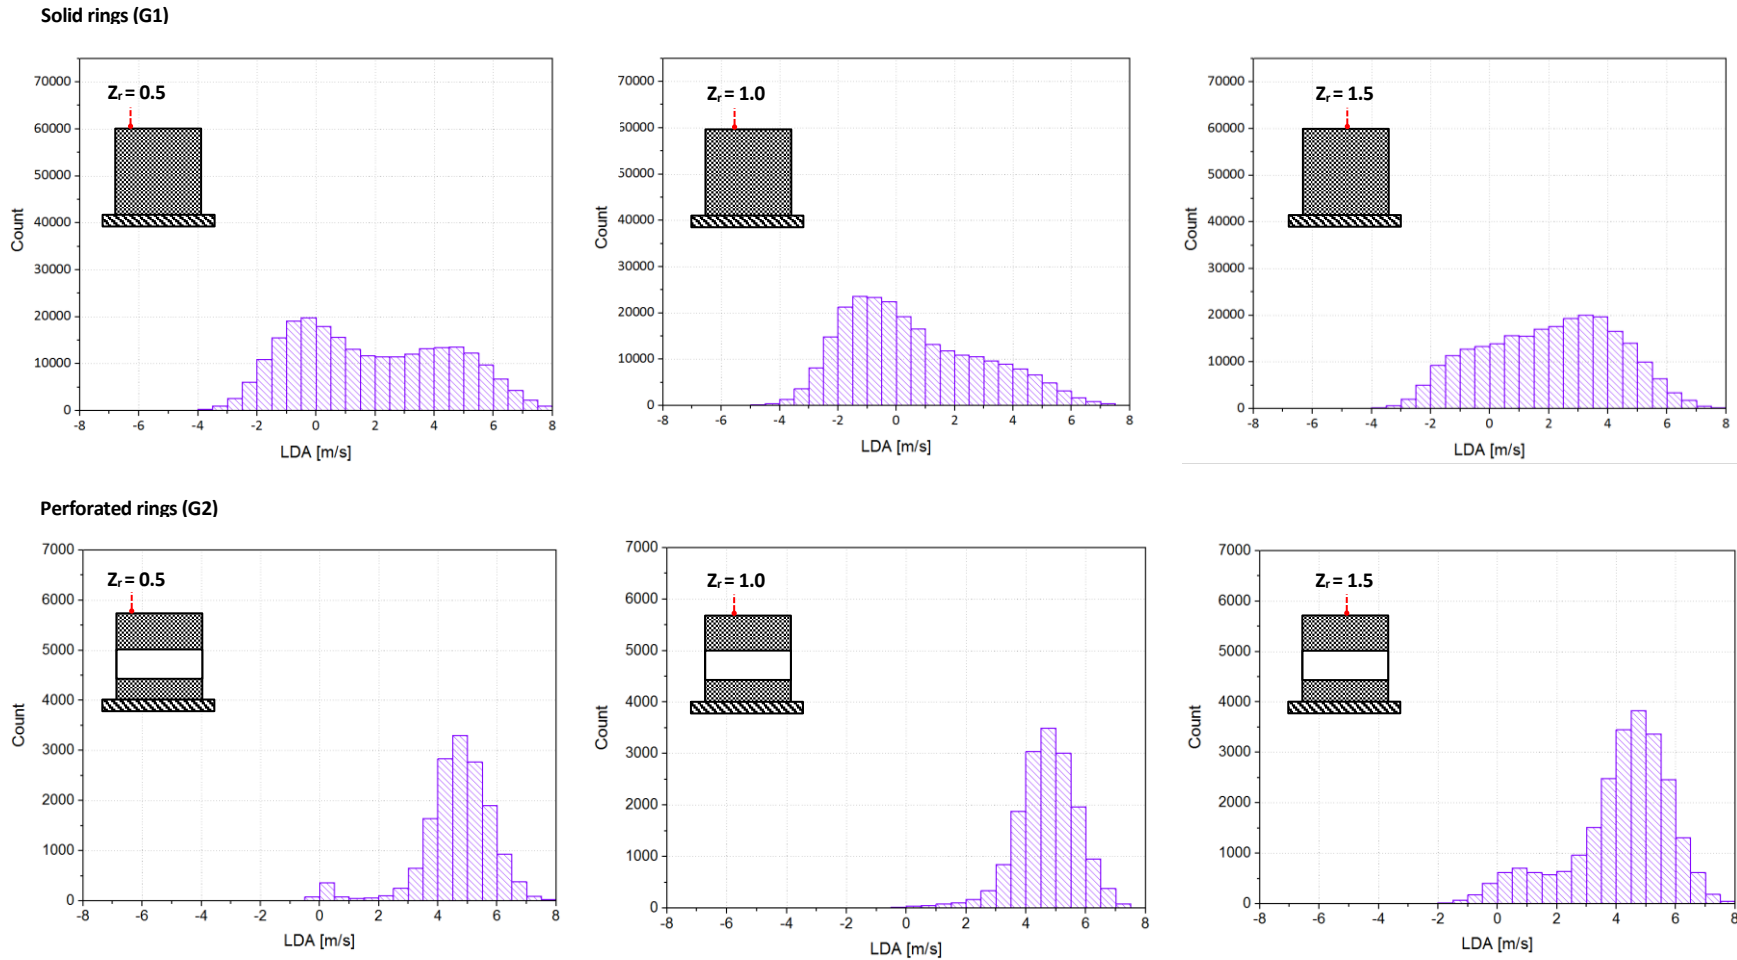 Solid rings (G1)
Zr = 0.5
70000
60000
50000
40000
30000
20000
10000
0
Count
-8 -6 -4 -2 0 2 4 6 8
LDA [m/s]
Zr = 1.0
70000
60000
50000
40000
30000
20000
10000
0
Count
-8 -6 -4 -2 0 2 4 6 8
LDA [m/s]
Zr = 1.5
70000
60000
50000
40000
30000
20000
10000
0
Count
-8 -6 -4 -2 0 2 4 6 8
LDA [m/s]
Perforated rings (G2)
Zr = 0.5
7000
6000
5000
4000
3000
2000
1000
0
Count
-8 -6 -4 -2 0 2 4 6 8
LDA [m/s]
Zr = 1.0
7000
6000
5000
4000
3000
2000
1000
0
Count
-8 -6 -4 -2 0 2 4 6 8
LDA [m/s]
Zr = 1.5
7000
6000
5000
4000
3000
2000
1000
0
Count
-8 -6 -4 -2 0 2 4 6 8
LDA [m/s]